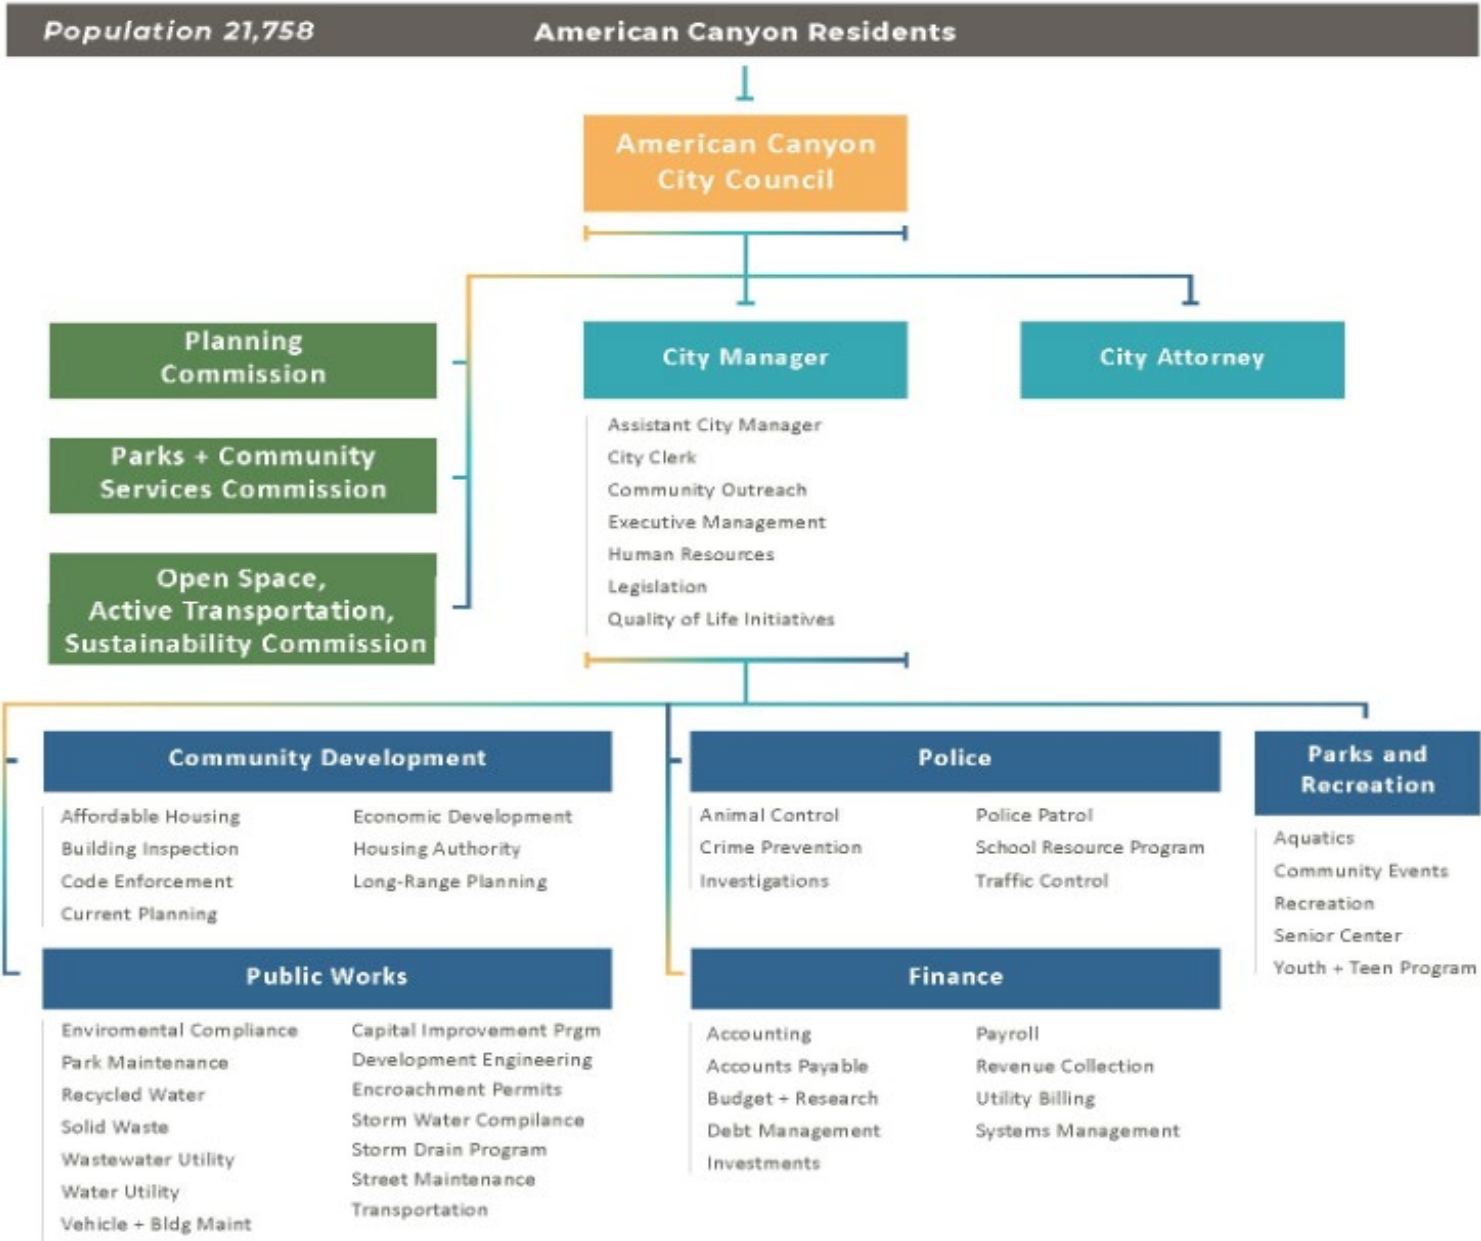 Population 21,758
American Canyon Residents
American Canyon
City Council
Planning
Commission
Parks + Community
Services Commission
Open Space,
Active Transportation,
Sustainability Commission
City Manager
Assistant City Manager
City Clerk
Community Outreach
Executive Management
Human Resources
Legislation
Quality of Life Initiatives
City Attorney
Community Development
Affordable Housing
Building Inspection
Code Enforcement
Current Planning
Economic Development
Housing Authority
Long-Range Planning
Public Works
Enviromental Compliance
Park Maintenance
Recycled Water
Solid Waste
Wastewater Utility
Water Utility
Vehicle + Bldg Maint
Capital Improvement Prgm
Development Engineering
Encroachment Permits
Storm Water Compilance
Storm Drain Program
Street Maintenance
Transportation
Police
Animal Control
Crime Prevention
Investigations
Police Patrol
School Resource Program
Traffic Control
Finance
Accounting
Accounts Payable
Budget + Research
Debt Management
Investments
Payroll
Revenue Collection
Utility Billing
Systems Management
Parks and
Recreation
Aquatics
Community Events
Recreation
Senior Center
Youth + Teen Program